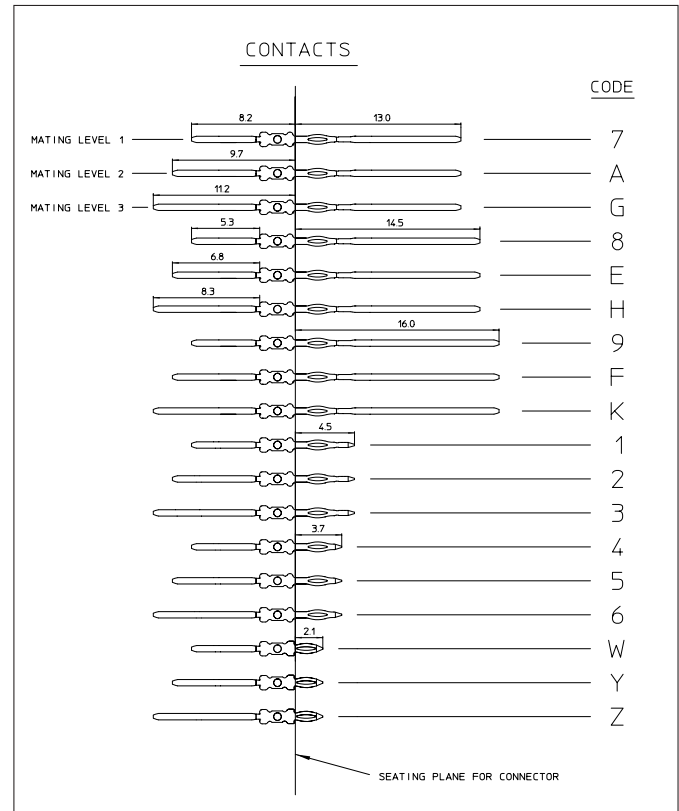 CONTACTS
CODE
8.2 13.0
MATING LEVEL 1 7
9.7
MATING LEVEL 2 A
11.2
MATING LEVEL 3 G
5.3 14.5
8
6.8
E
8.3
H
16.0
9
F
K
4.5
1
2
3
3.7
4
5
6
2.1
W
Y
Z
SEATING PLANE FOR CONNECTOR